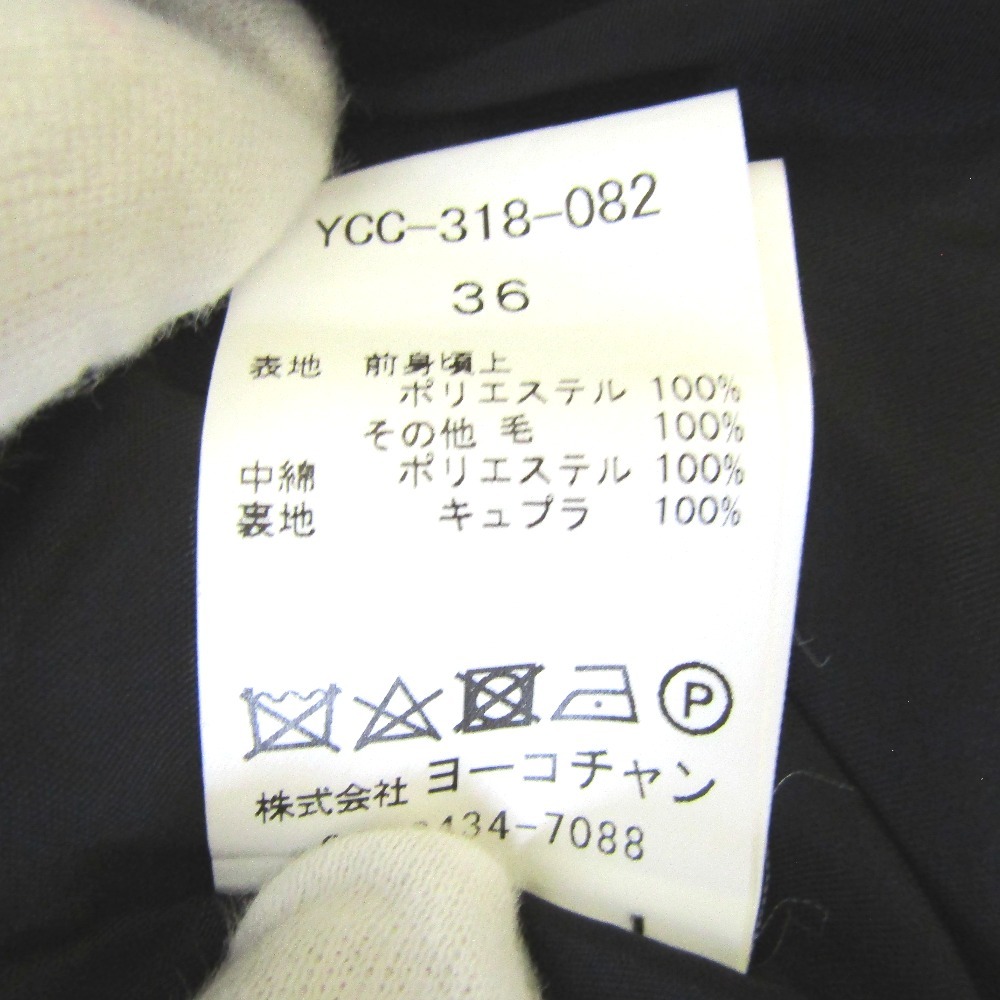 YCC-318-082
36
表地 前身頃上
ポリエステル 100%
その他 毛 100%
中綿 ポリエステル 100%
裏地 キュプラ 100%
P
株式会社 ヨーコチャン
434-7088